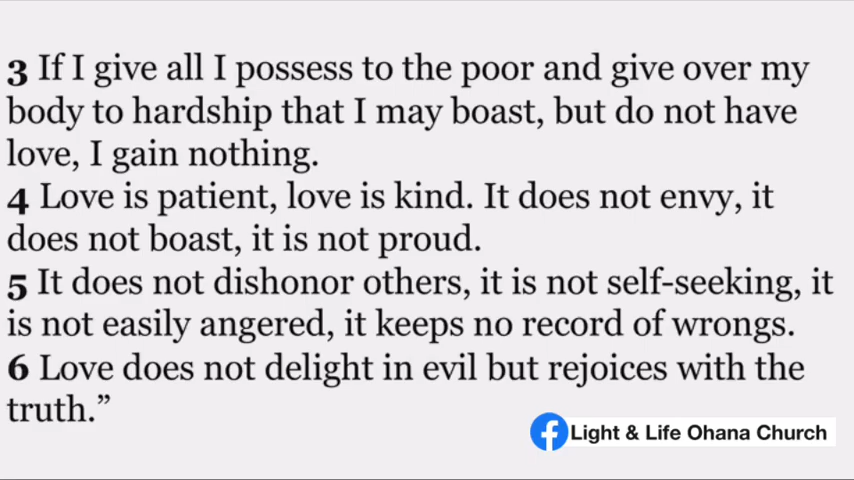 3 If I give all I possess to the poor and give over my
body to hardship that I may boast, but do not have
love, I gain nothing.
4 Love is patient, love is kind. It does not envy, it
does not boast, it is not proud.
5 It does not dishonor others, it is not self-seeking, it
is not easily angered, it keeps no record of wrongs.
6 Love does not delight in evil but rejoices with the
truth.”
Light & Life Ohana Church